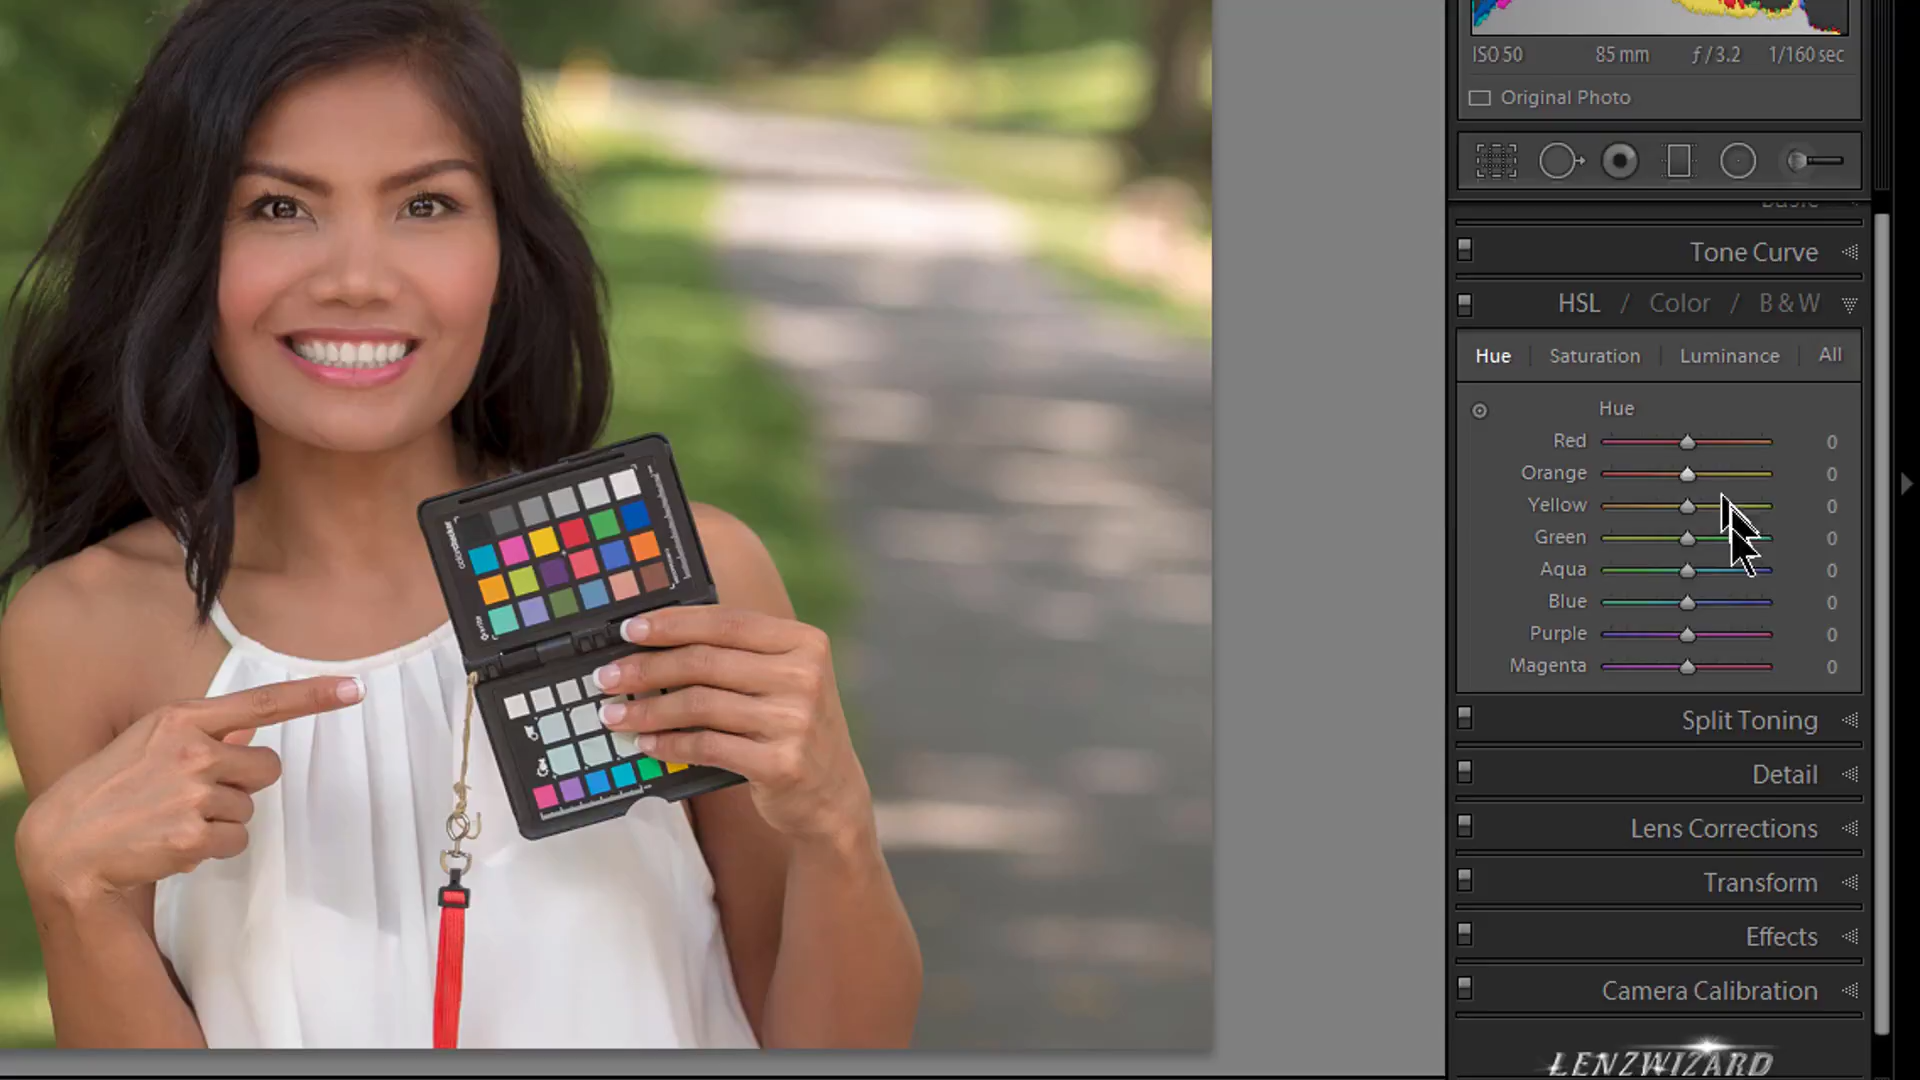 ISO 50 85 mm ƒ / 3.2 1/160 sec
Original Photo
Basic
Tone Curve
HSL / Color / B & W
Hue Saturation Luminance All
Hue
Red 0
Orange 0
Yellow 0
Green 0
Aqua 0
Blue 0
Purple 0
Magenta 0
Split Toning
Detail
Lens Corrections
Transform
Effects
Camera Calibration
LENZWIZARD